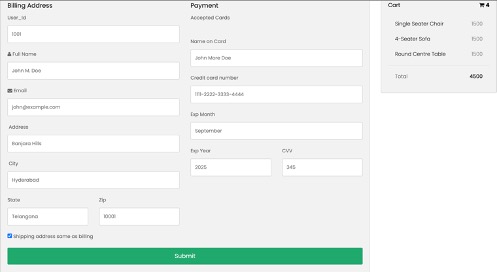 Billing Address
User_Id
1091
Full Name
John M. Doe
Email
john@example.com
Address
Banjara Hills
City
Hyderabad
State
Zip
Telangana
10001
Shipping address same as billing
Payment
Accepted Cards
Name on Card
John More Doe
Credit card number
1111-2222-3333-4444
Exp Month
September
Exp Year
CVV
2025
345
Submit
Cart
4
Single Seater Chair
1500
4-Seater Sofa
1500
Round Centre Table
1500
Total
4500